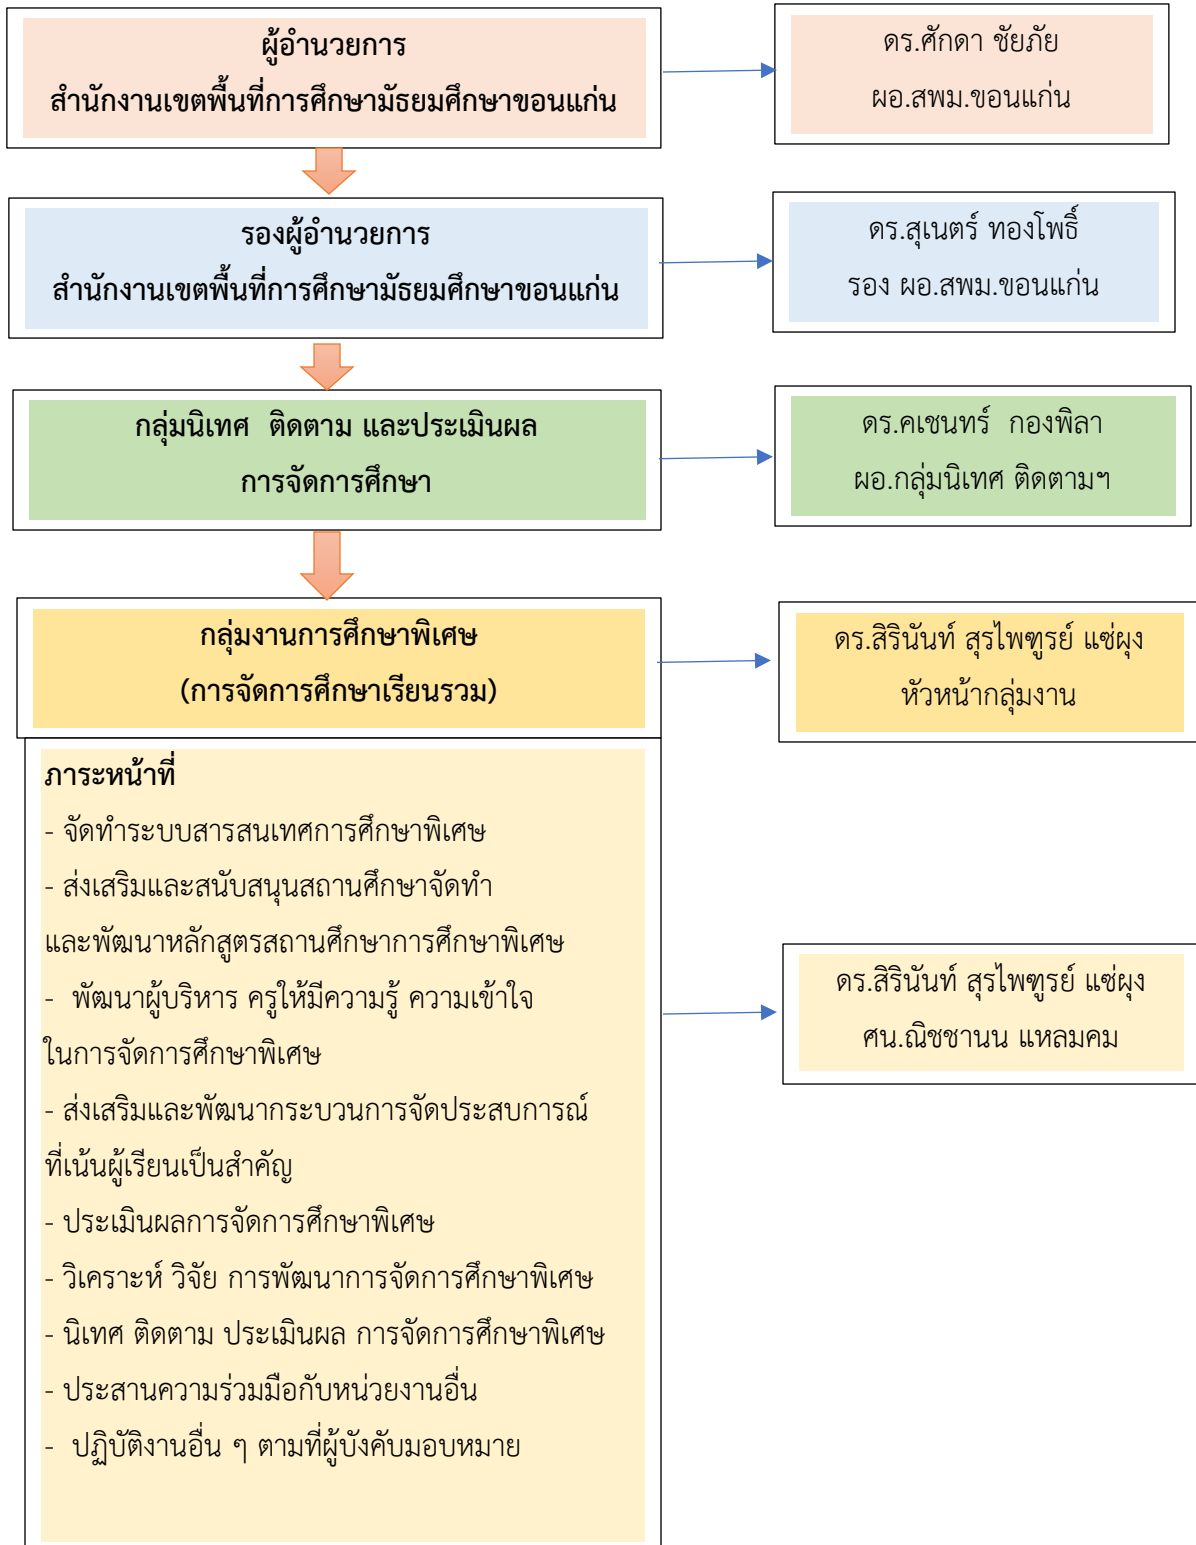 ผู้อำนวยการ
สำนักงานเขตพื้นที่การศึกษามัธยมศึกษาขอนแก่น
ดร.ศักดา ชัยภัย
ผอ.สพม.ขอนแก่น
รองผู้อำนวยการ
สำนักงานเขตพื้นที่การศึกษามัธยมศึกษาขอนแก่น
ดร.สุเนตร์ ทองโพธิ์
รอง ผอ.สพม.ขอนแก่น
กลุ่มนิเทศ ติดตาม และประเมินผล
การจัดการศึกษา
ดร.คเชนทร์ กองพิลา
ผอ.กลุ่มนิเทศ ติดตามฯ
กลุ่มงานการศึกษาพิเศษ
(การจัดการศึกษาเรียนรวม)
ดร.สิรินันท์ สุรไพฑูรย์ แซ่ผุง
หัวหน้ากลุ่มงาน
ภาระหน้าที่
- จัดทำระบบสารสนเทศการศึกษาพิเศษ
- ส่งเสริมและสนับสนุนสถานศึกษาจัดทำ
และพัฒนาหลักสูตรสถานศึกษาการศึกษาพิเศษ
- พัฒนาผู้บริหาร ครูให้มีความรู้ ความเข้าใจ
ในการจัดการศึกษาพิเศษ
- ส่งเสริมและพัฒนากระบวนการจัดประสบการณ์
ที่เน้นผู้เรียนเป็นสำคัญ
- ประเมินผลการจัดการศึกษาพิเศษ
- วิเคราะห์ วิจัย การพัฒนาการจัดการศึกษาพิเศษ
- นิเทศ ติดตาม ประเมินผล การจัดการศึกษาพิเศษ
- ประสานความร่วมมือกับหน่วยงานอื่น
- ปฏิบัติงานอื่น ๆ ตามที่ผู้บังคับมอบหมาย
ดร.สิรินันท์ สุรไพฑูรย์ แซ่ผุง
ศน.ณิชชานน แหลมคม